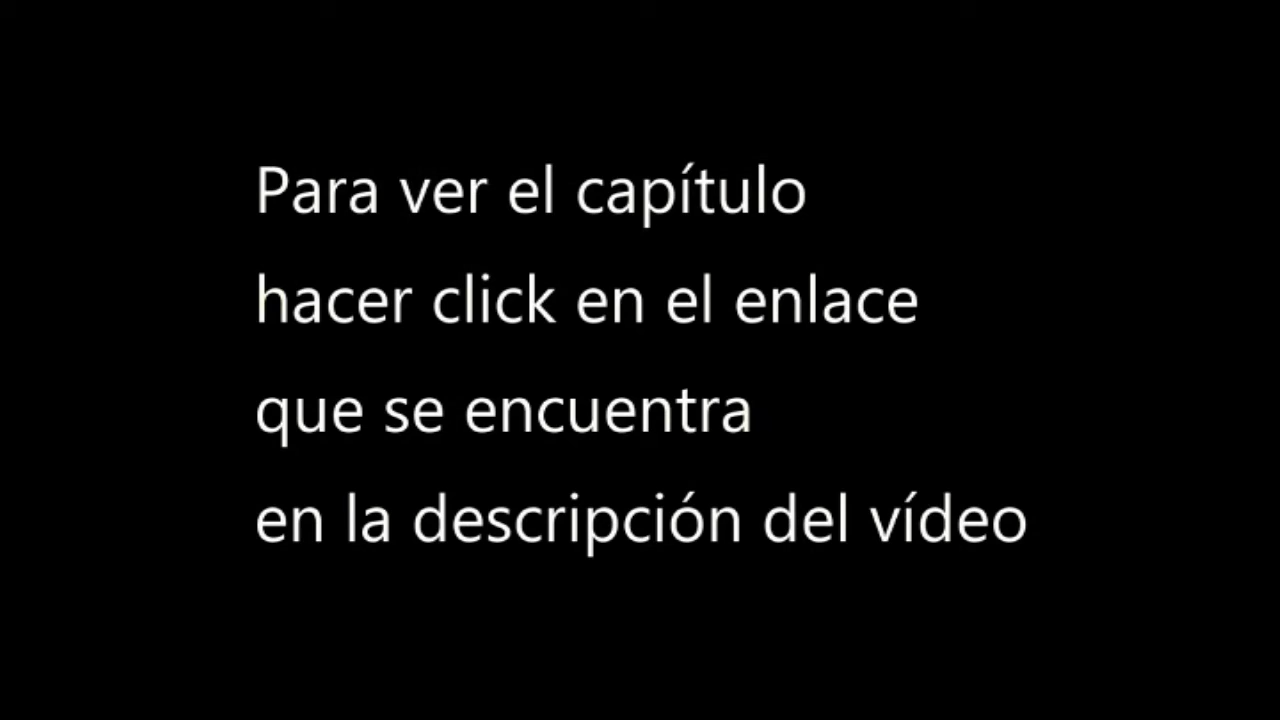 Para ver el capítulo
hacer click en el enlace
que se encuentra
en la descripción del vídeo